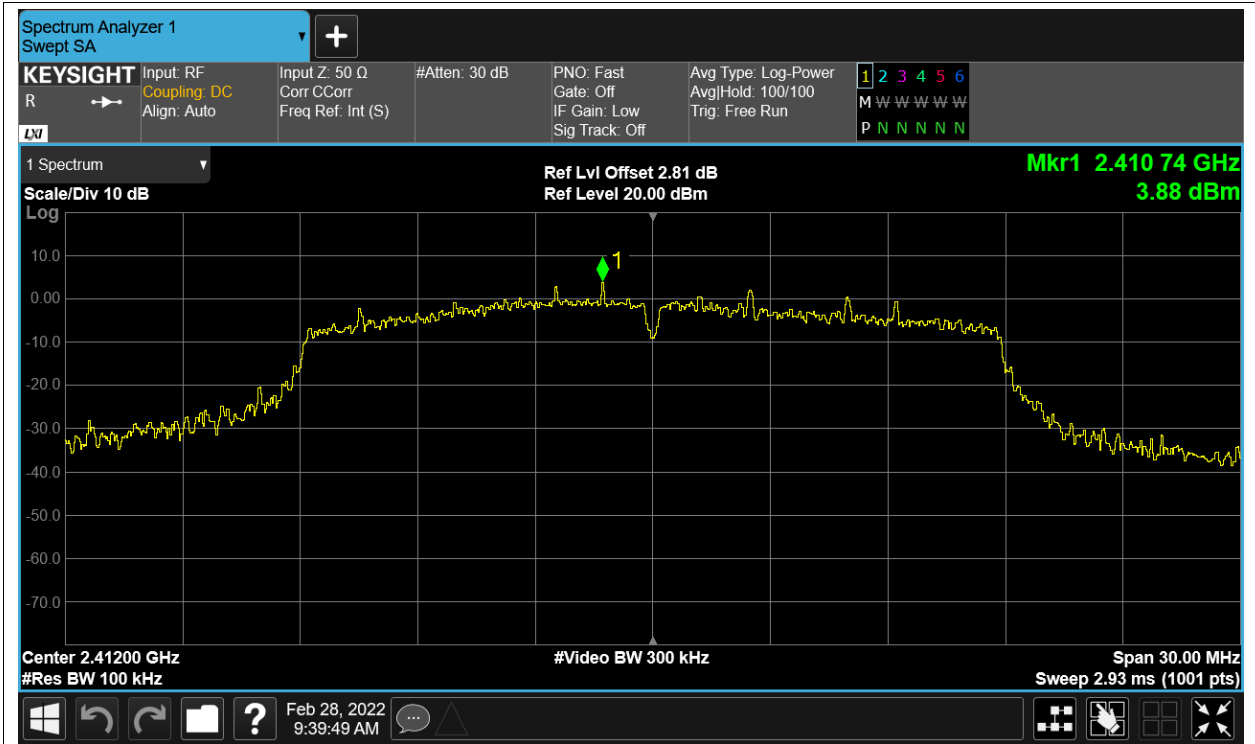 Spectrum Analyzer 1
Swept SA
KEYSIGHT
R
LXI
Input: RF
Coupling: DC
Align: Auto
Input Z: 50 Ω
Corr CCorr
Freq Ref: Int (S)
#Atten: 30 dB
PNO: Fast
Gate: Off
IF Gain: Low
Sig Track: Off
Avg Type: Log-Power
Avg|Hold: 100/100
Trig: Free Run
1 2 3 4 5 6
M W W W W W
P N N N N N
1 Spectrum
Scale/Div 10 dB
Log
Ref Lvl Offset 2.81 dB
Ref Level 20.00 dBm
Mkr1 2.410 74 GHz
3.88 dBm
1
10.0
0.00
-10.0
-20.0
-30.0
-40.0
-50.0
-60.0
-70.0
Center 2.41200 GHz
#Res BW 100 kHz
#Video BW 300 kHz
Span 30.00 MHz
Sweep 2.93 ms (1001 pts)
?
Feb 28, 2022
9:39:49 AM